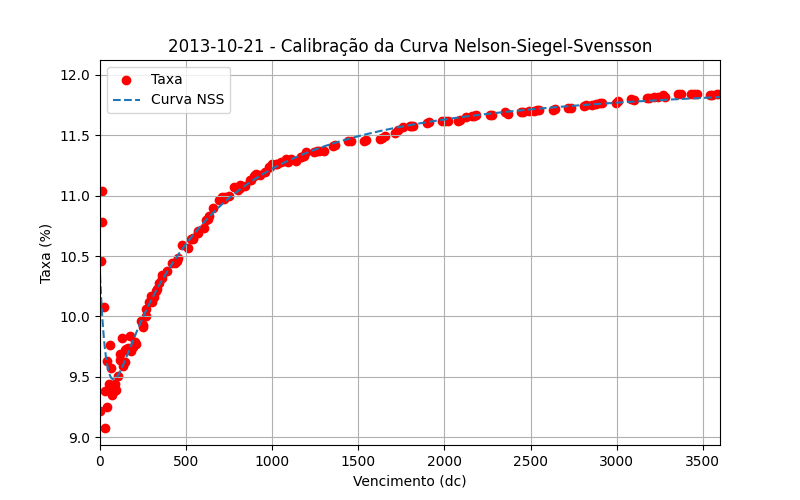 2013-10-21 - Calibração da Curva Nelson-Siegel-Svensson
Taxa
Curva NSS
Taxa (%)
12.0
11.5
11.0
10.5
10.0
9.5
9.0
0 500 1000 1500 2000 2500 3000 3500
Vencimento (dc)